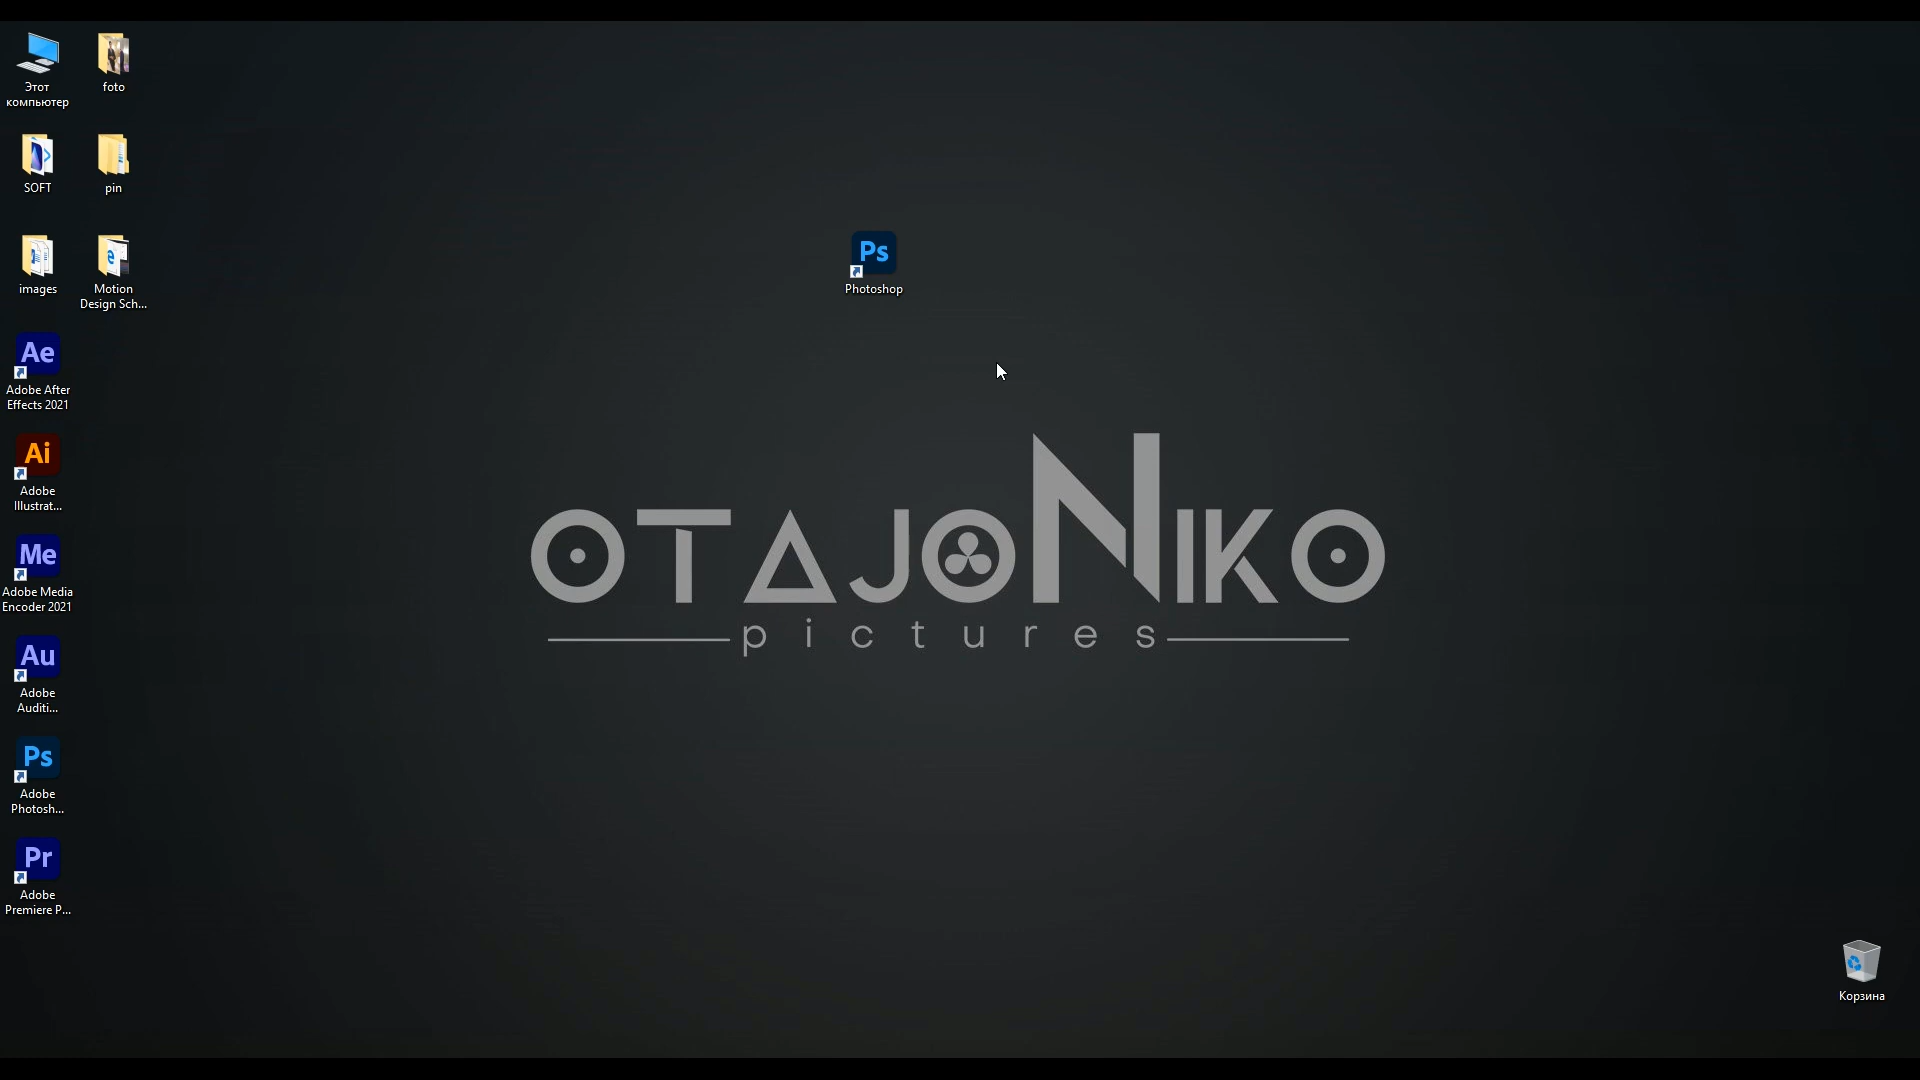 Этот
компьютер
foto
SOFT
pin
images
Motion
Design Sch...
Ae
Adobe After
Effects 2021
Ai
Adobe
Illustrat...
Me
Adobe Media
Encoder 2021
Au
Adobe
Auditi...
Ps
Adobe
Photosh...
Pr
Adobe
Premiere P...
Ps
Photoshop
OTAJONIKO
pictures
Корзина